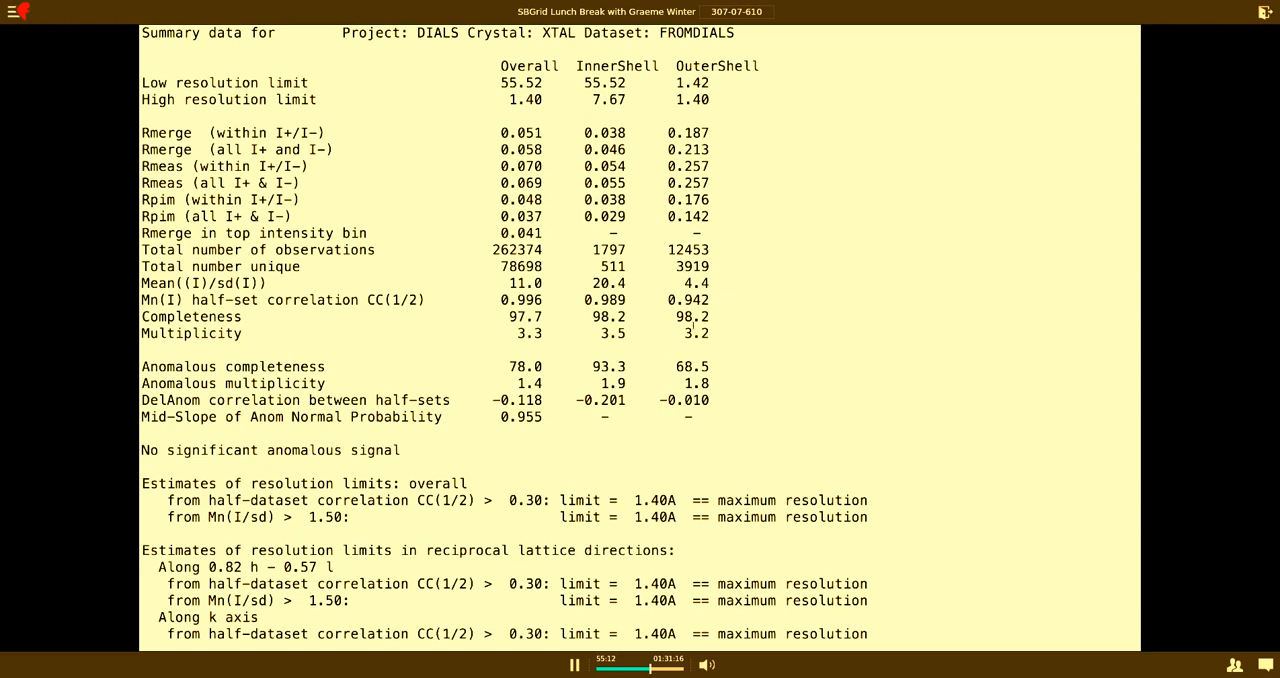 SBGrid Lunch Break with Graeme Winter 307-07-610
Summary data for Project: DIALS Crystal: XTAL Dataset: FROMDIALS
Overall InnerShell OuterShell
Low resolution limit 55.52 55.52 1.42
High resolution limit 1.40 7.67 1.40
Rmerge (within I+/I-) 0.051 0.038 0.187
Rmerge (all I+ and I-) 0.058 0.046 0.213
Rmeas (within I+/I-) 0.070 0.054 0.257
Rmeas (all I+ & I-) 0.069 0.055 0.257
Rpim (within I+/I-) 0.048 0.038 0.176
Rpim (all I+ & I-) 0.037 0.029 0.142
Rmerge in top intensity bin 0.041 - -
Total number of observations 262374 1797 12453
Total number unique 78698 511 3919
Mean((I)/sd(I)) 11.0 20.4 4.4
Mn(I) half-set correlation CC(1/2) 0.996 0.989 0.942
Completeness 97.7 98.2 98.2
Multiplicity 3.3 3.5 3.2
Anomalous completeness 78.0 93.3 68.5
Anomalous multiplicity 1.4 1.9 1.8
DelAnom correlation between half-sets -0.118 -0.201 -0.010
Mid-Slope of Anom Normal Probability 0.955 - -
No significant anomalous signal
Estimates of resolution limits: overall
from half-dataset correlation CC(1/2) > 0.30: limit = 1.40A == maximum resolution
from Mn(I/sd) > 1.50: limit = 1.40A == maximum resolution
Estimates of resolution limits in reciprocal lattice directions:
Along 0.82 h - 0.57 l
from half-dataset correlation CC(1/2) > 0.30: limit = 1.40A == maximum resolution
from Mn(I/sd) > 1.50: limit = 1.40A == maximum resolution
Along k axis
from half-dataset correlation CC(1/2) > 0.30: limit = 1.40A == maximum resolution
55:12 01:31:16